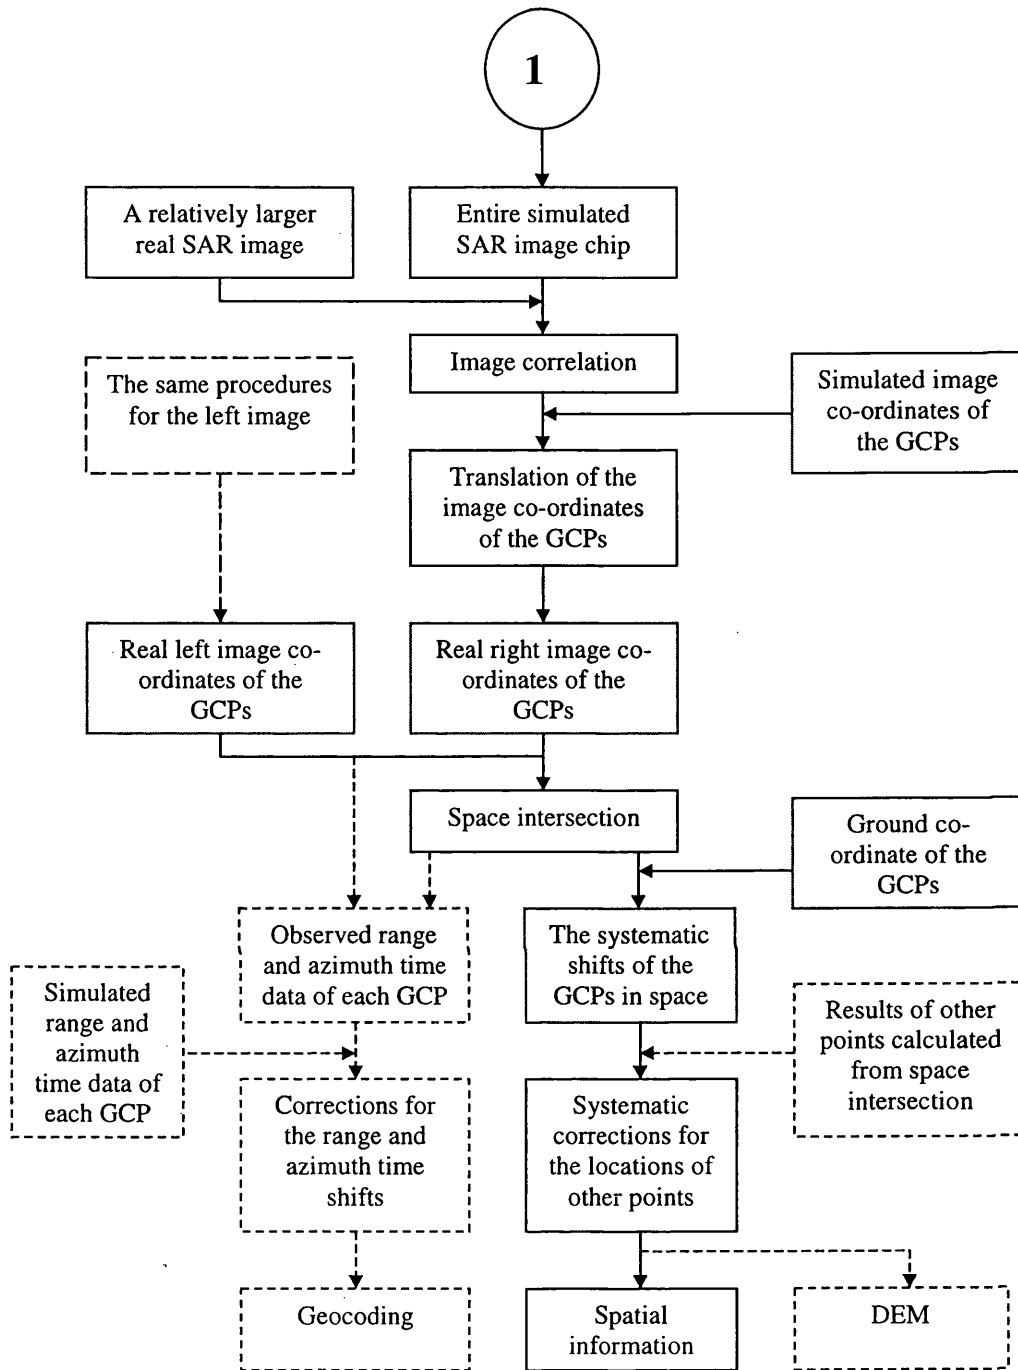 1
A relatively larger
real SAR image
Entire simulated
SAR image chip
Image correlation
The same procedures
for the left image
Simulated image
co-ordinates of
the GCPs
Translation of the
image co-ordinates
of the GCPs
Real left image co-
ordinates of the
GCPs
Real right image co-
ordinates of the
GCPs
Space intersection
Ground co-
ordinate of the
GCPs
Observed range
and azimuth time
data of each GCP
The systematic
shifts of the
GCPs in space
Simulated
range and
azimuth
time data of
each GCP
Results of other
points calculated
from space
intersection
Corrections for
the range and
azimuth time
shifts
Systematic
corrections for
the locations of
other points
Geocoding
Spatial
information
DEM